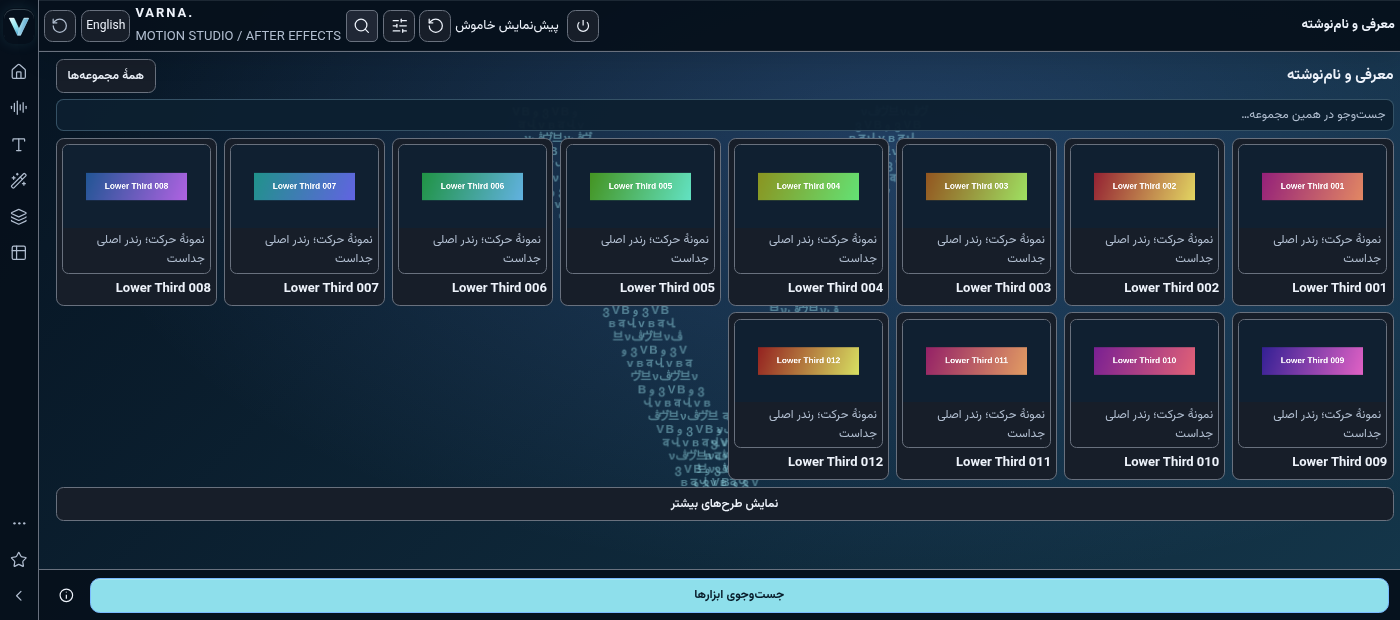 معرفی و نام‌نوشته
پیش‌نمایش خاموش
VARNA.
MOTION STUDIO / AFTER EFFECTS
English
معرفی و نام‌نوشته
همهٔ مجموعه‌ها
جست‌وجو در همین مجموعه…
Lower Third 001
نمونهٔ حرکت؛ رندر اصلی
جداست
Lower Third 001
Lower Third 002
نمونهٔ حرکت؛ رندر اصلی
جداست
Lower Third 002
Lower Third 003
نمونهٔ حرکت؛ رندر اصلی
جداست
Lower Third 003
Lower Third 004
نمونهٔ حرکت؛ رندر اصلی
جداست
Lower Third 004
Lower Third 005
نمونهٔ حرکت؛ رندر اصلی
جداست
Lower Third 005
Lower Third 006
نمونهٔ حرکت؛ رندر اصلی
جداست
Lower Third 006
Lower Third 007
نمونهٔ حرکت؛ رندر اصلی
جداست
Lower Third 007
Lower Third 008
نمونهٔ حرکت؛ رندر اصلی
جداست
Lower Third 008
Lower Third 009
نمونهٔ حرکت؛ رندر اصلی
جداست
Lower Third 009
Lower Third 010
نمونهٔ حرکت؛ رندر اصلی
جداست
Lower Third 010
Lower Third 011
نمونهٔ حرکت؛ رندر اصلی
جداست
Lower Third 011
Lower Third 012
نمونهٔ حرکت؛ رندر اصلی
جداست
Lower Third 012
نمایش طرح‌های بیشتر
جست‌وجوی ابزارها